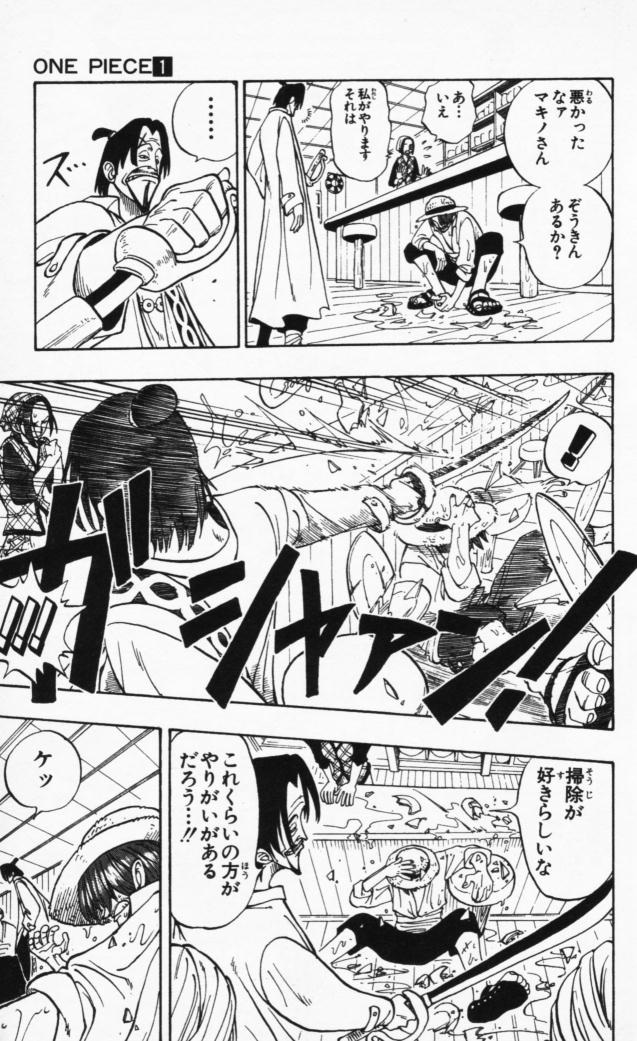 ONE PIECE 1
悪かった
なァ
マキノさん
ぞうきん
あるか?
あ…
いえ
私がやります
それは
……
ズ…
!
ガシャアン!!
!!!
掃除が
好きらしいな
これくらいの方が
やりがいがある
だろう…!!
ケッ